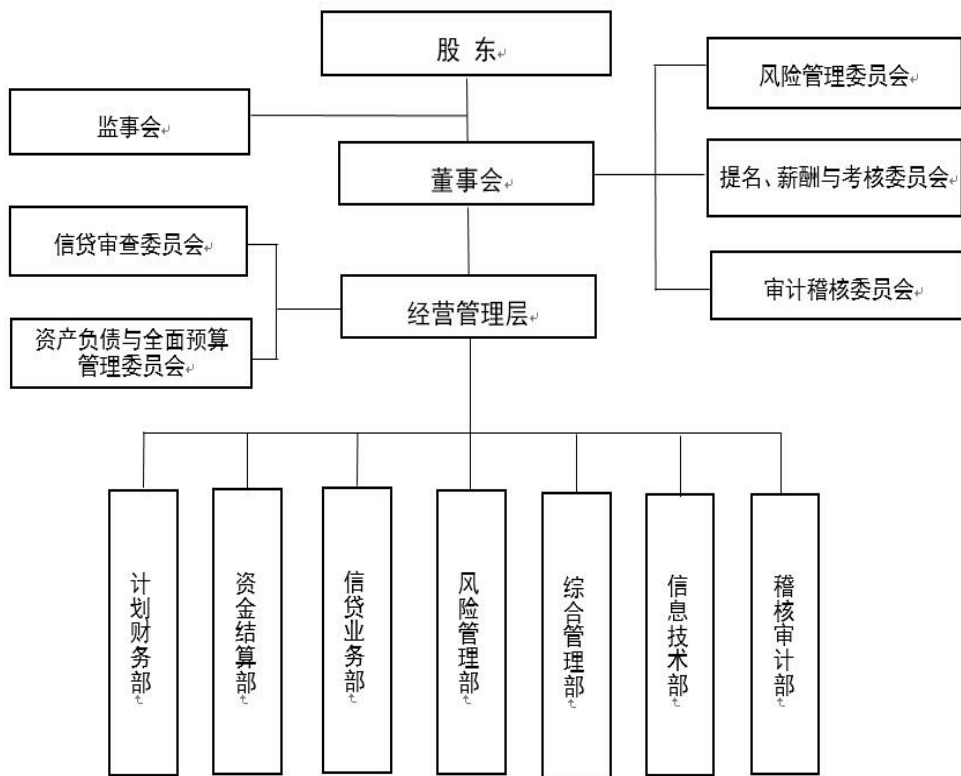 股 东
风险管理委员会
监事会
董事会
提名、薪酬与考核委员会
信贷审查委员会
审计稽核委员会
经营管理层
资产负债与全面预算
管理委员会
计划财务部
资金结算部
信贷业务部
风险管理部
综合管理部
信息技术部
稽核审计部